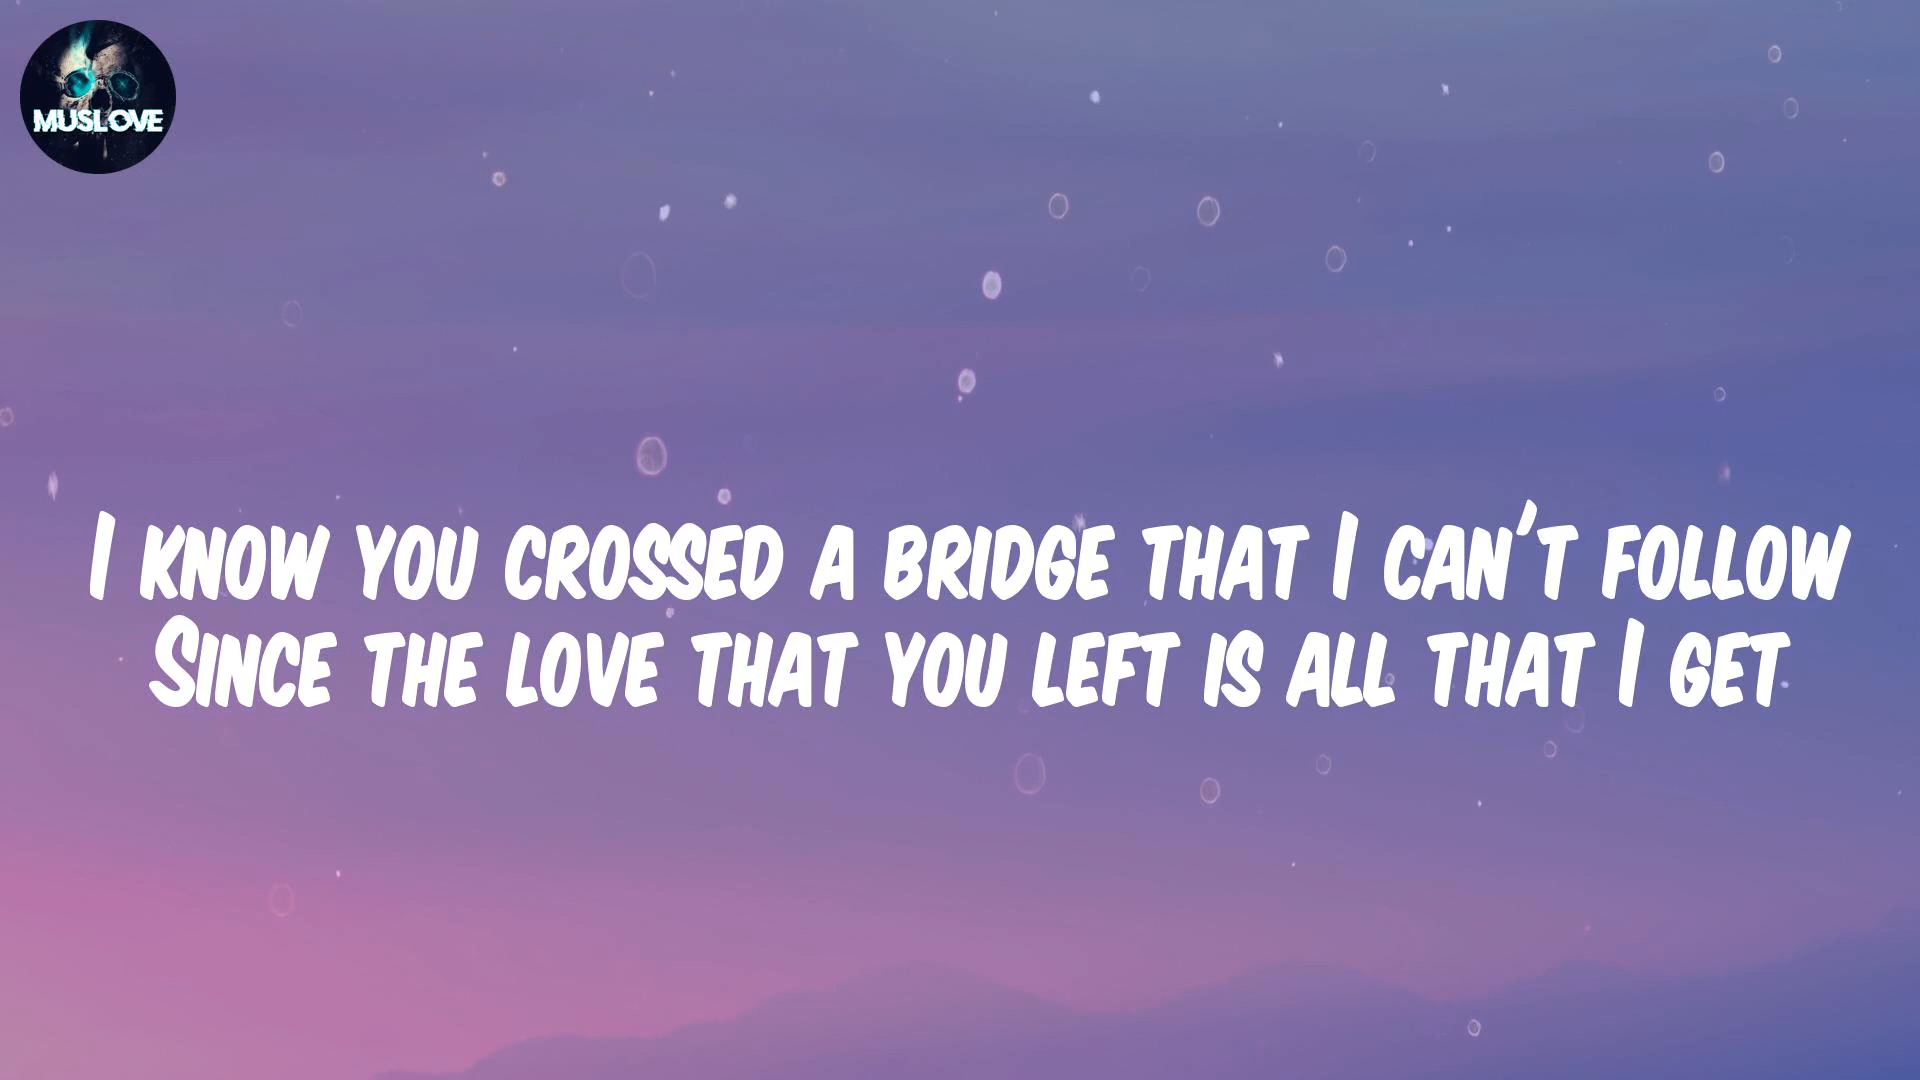 MUSLOVE
I know you crossed a bridge that I can't follow
Since the love that you left is all that I get